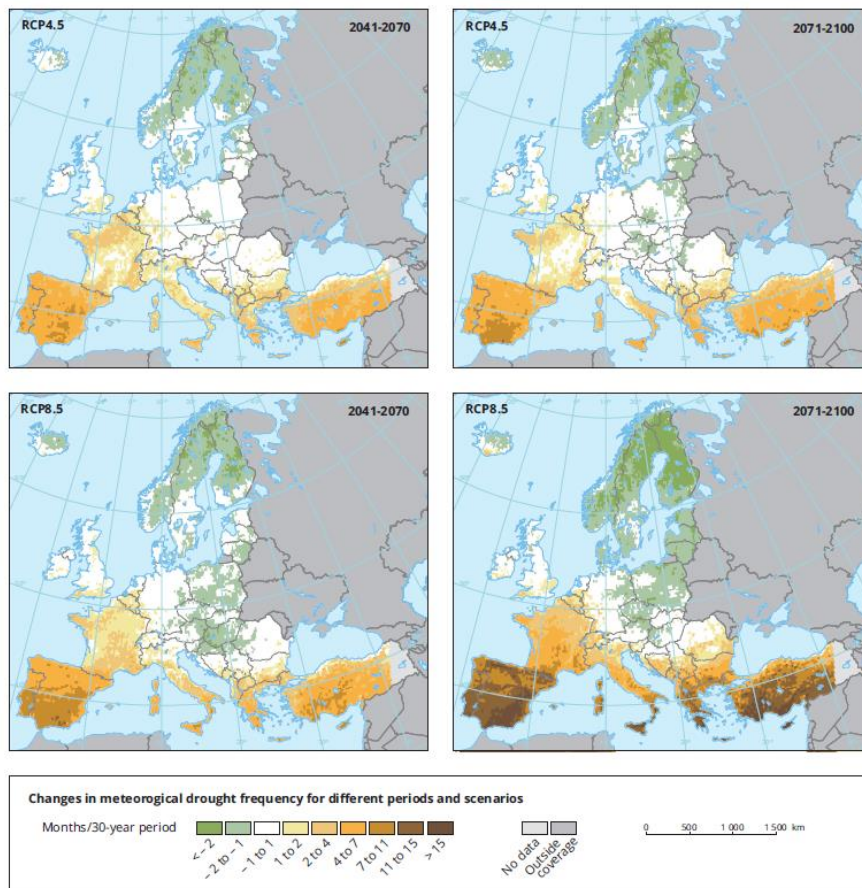 RCP4.5 2041-2070
RCP4.5 2071-2100
RCP8.5 2041-2070
RCP8.5 2071-2100
Changes in meteorogical drought frequency for different periods and scenarios
Months/30-year period
< -2
-2 to -1
-1 to 1
1 to 2
2 to 4
4 to 7
7 to 11
11 to 15
> 15
No data
Outside coverage
0 500 1 000 1 500 km